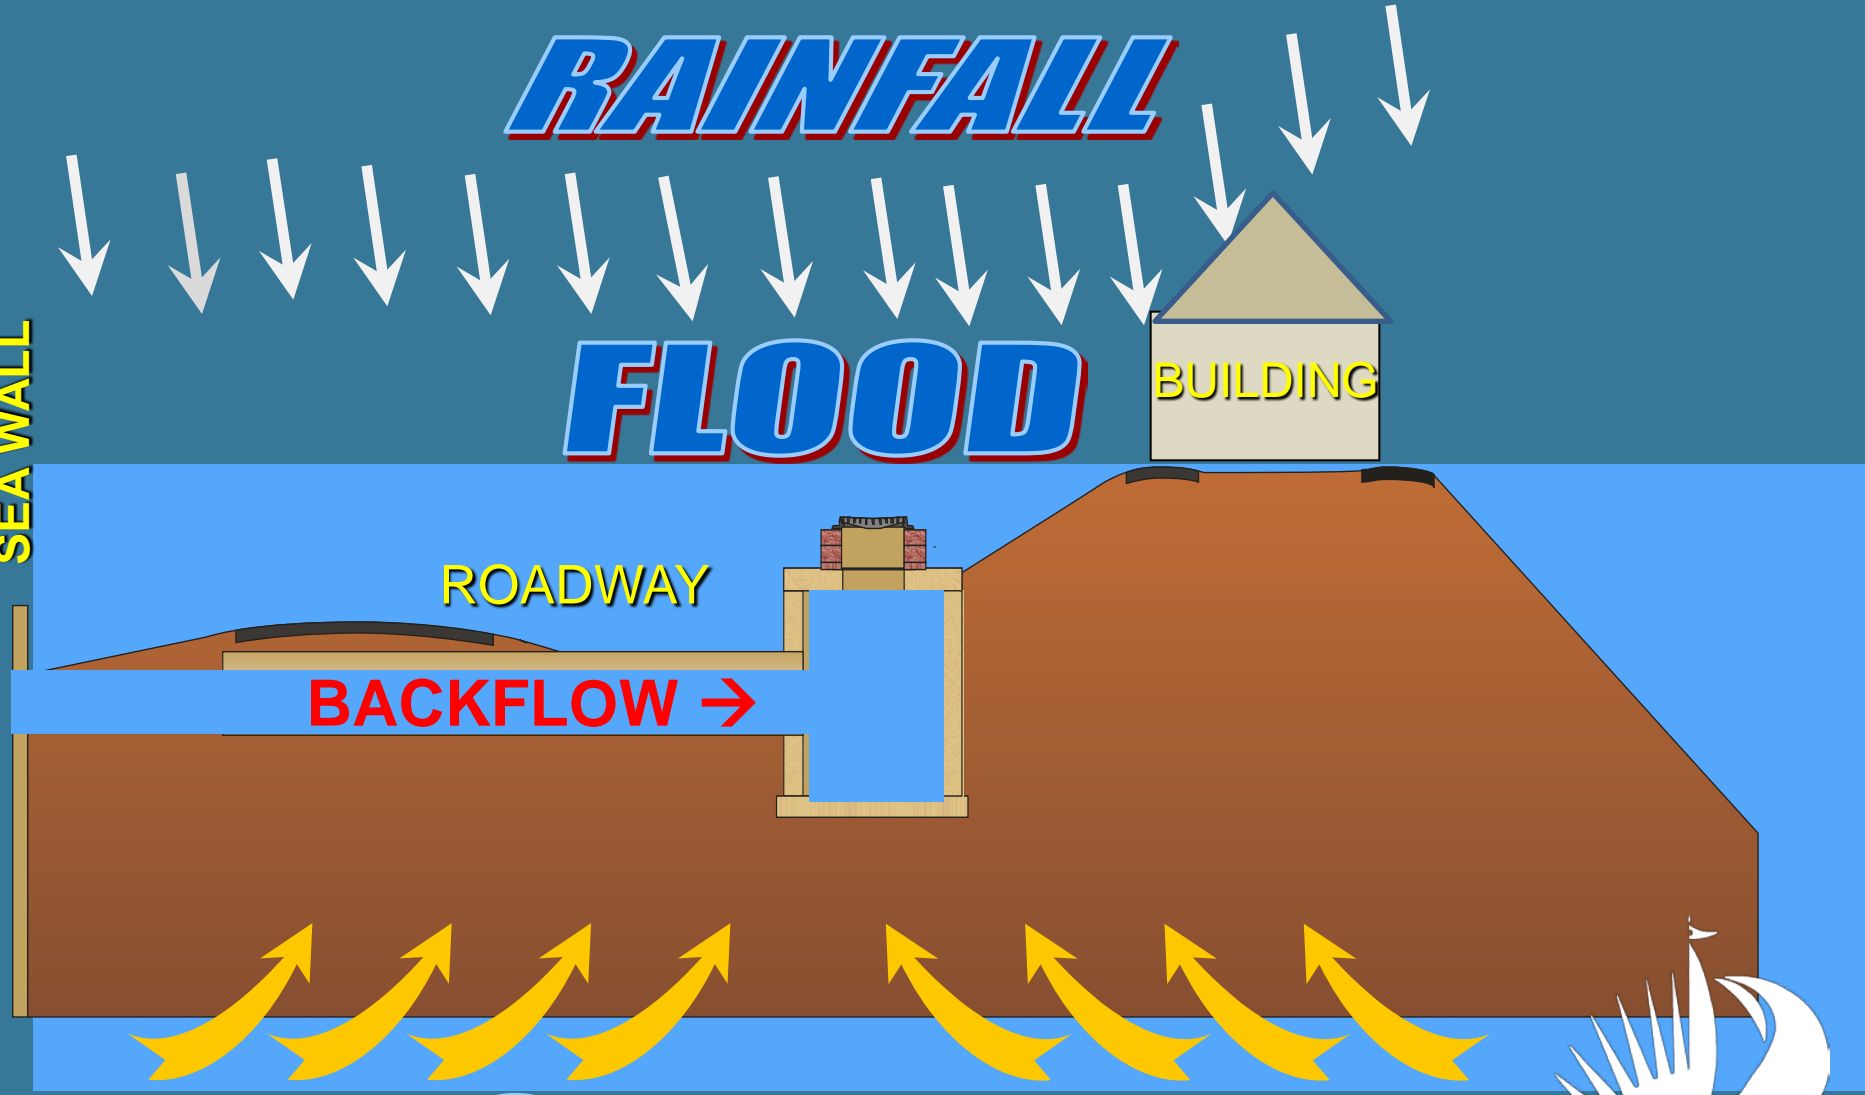 RAINFALL
FLOOD
BUILDING
SEA WALL
ROADWAY
BACKFLOW →